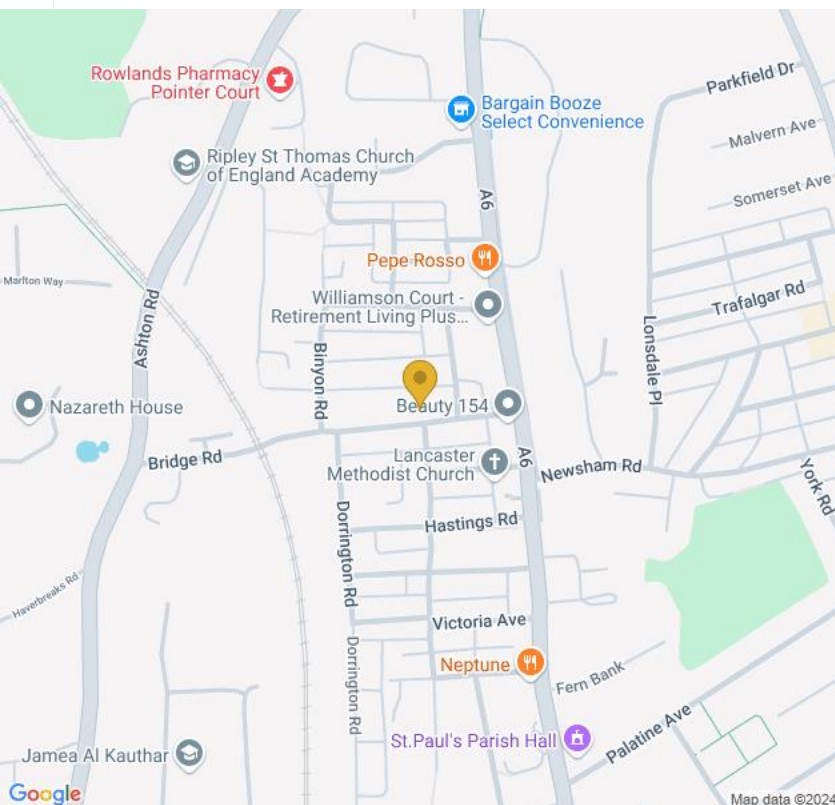 Rowlands Pharmacy
Pointer Court
Bargain Booze
Select Convenience
Parkfield Dr
Malvern Ave
Ripley St Thomas Church
of England Academy
Somerset Ave
A6
Pepe Rosso
Marlton Way
Williamson Court -
Retirement Living Plus...
Trafalgar Rd
Ashton Rd
Lonsdale Pl
Binyon Rd
Nazareth House
Beauty 154
Bridge Rd
Lancaster
Methodist Church
A6
Newsham Rd
York Rd
Hastings Rd
Dorrington Rd
Haverbreaks Rd
Victoria Ave
Dorrington Rd
Neptune
Fern Bank
Palatine Ave
St.Paul's Parish Hall
Jamea Al Kauthar
Google
Map data ©2024